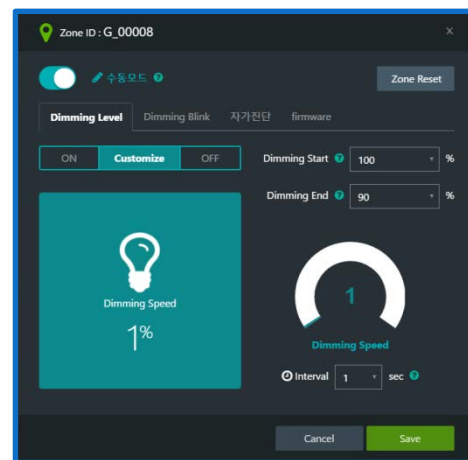 Zone ID : G_00008
×
수동모드 ?
Zone Reset
Dimming Level Dimming Blink 자가진단 firmware
ON Customize OFF
Dimming Start ? 100 %
Dimming End ? 90 %
Dimming Speed
1%
1
Dimming Speed
Interval 1 sec ?
Cancel Save